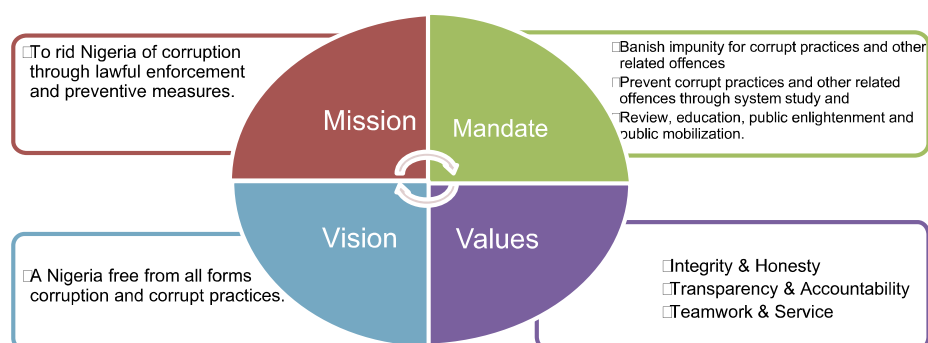 To rid Nigeria of corruption
through lawful enforcement
and preventive measures.
Mission
Mandate
Banish impunity for corrupt practices and other
related offences
Prevent corrupt practices and other related
offences through system study and
Review, education, public enlightenment and
public mobilization.
Vision
A Nigeria free from all forms
corruption and corrupt practices.
Values
Integrity & Honesty
Transparency & Accountability
Teamwork & Service